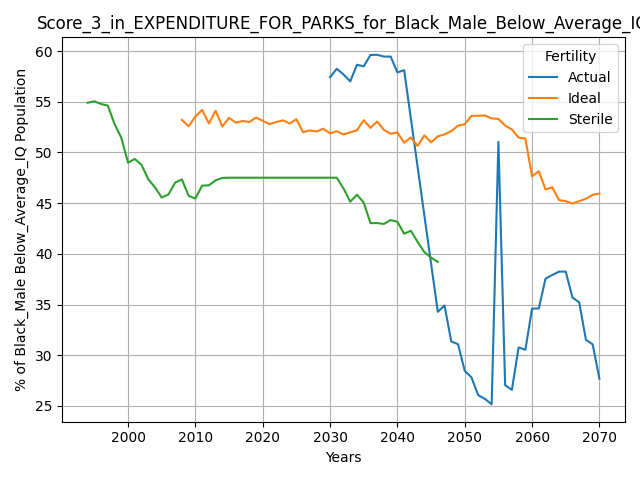 Score_3_in_EXPENDITURE_FOR_PARKS_for_Black_Male_Below_Average_IQ
60
55
50
45
40
35
30
25
% of Black_Male Below_Average_IQ Population
Fertility
Actual
Ideal
Sterile
2000 2010 2020 2030 2040 2050 2060 2070
Years